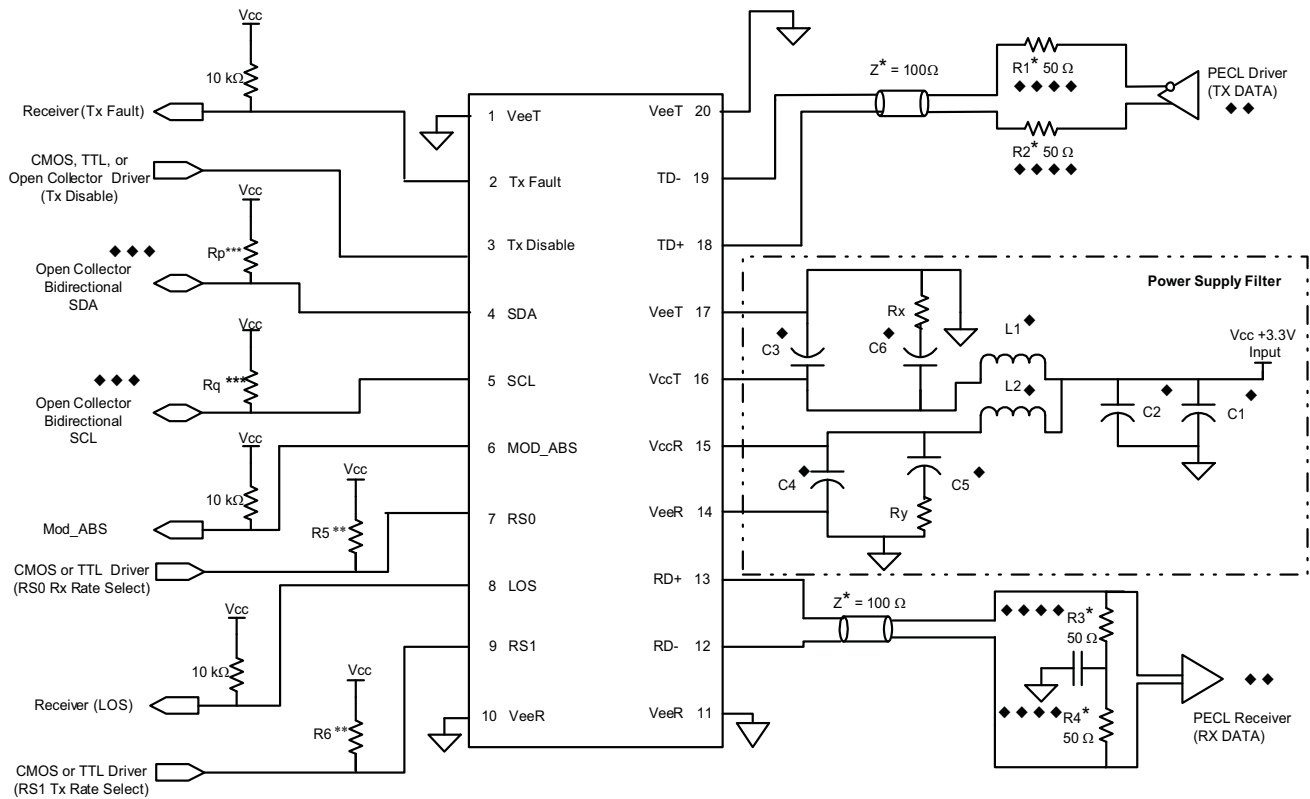 Vcc
10 kΩ
Receiver (Tx Fault)
CMOS, TTL, or
Open Collector Driver
(Tx Disable)
Vcc
◆ ◆ ◆
Rp***
Open Collector
Bidirectional
SDA
Vcc
◆ ◆ ◆
Rq ***
Open Collector
Bidirectional
SCL
Vcc
10 kΩ
Mod_ABS
Vcc
R5 **
CMOS or TTL Driver
(RS0 Rx Rate Select)
Vcc
10 kΩ
Receiver (LOS)
Vcc
R6 **
CMOS or TTL Driver
(RS1 Tx Rate Select)
1 VeeT
2 Tx Fault
3 Tx Disable
4 SDA
5 SCL
6 MOD_ABS
7 RS0
8 LOS
9 RS1
10 VeeR
VeeT 20
TD- 19
TD+ 18
VeeT 17
VccT 16
VccR 15
VeeR 14
RD+ 13
RD- 12
VeeR 11
Z* = 100Ω
R1* 50 Ω
◆ ◆ ◆ ◆
R2* 50 Ω
◆ ◆ ◆ ◆
PECL Driver
(TX DATA)
◆ ◆
Power Supply Filter
Rx
C3 ◆
C6 ◆
L1 ◆
L2 ◆
Vcc +3.3V
Input
C2 ◆
C1 ◆
C4 ◆
C5 ◆
Ry
Z* = 100 Ω
◆ ◆ ◆ ◆
R3*
50 Ω
◆ ◆ ◆ ◆
R4*
50 Ω
◆ ◆
PECL Receiver
(RX DATA)